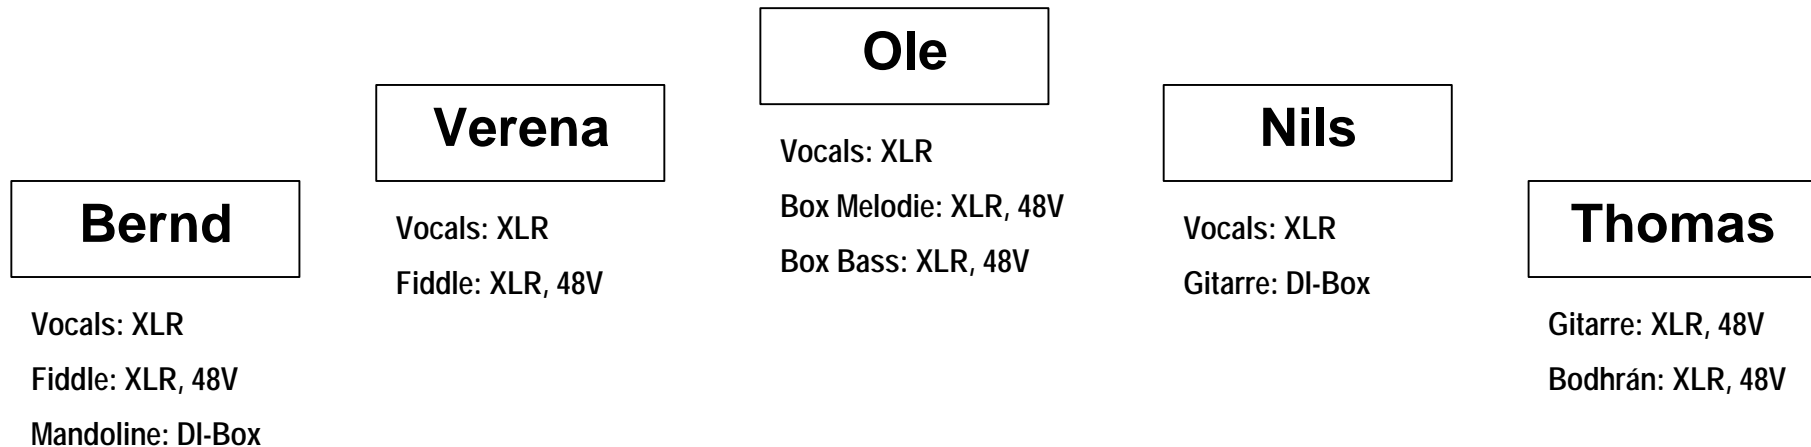 Bernd
Vocals: XLR
Fiddle: XLR, 48V
Mandoline: DI-Box
Verena
Vocals: XLR
Fiddle: XLR, 48V
Ole
Vocals: XLR
Box Melodie: XLR, 48V
Box Bass: XLR, 48V
Nils
Vocals: XLR
Gitarre: DI-Box
Thomas
Gitarre: XLR, 48V
Bodhrán: XLR, 48V